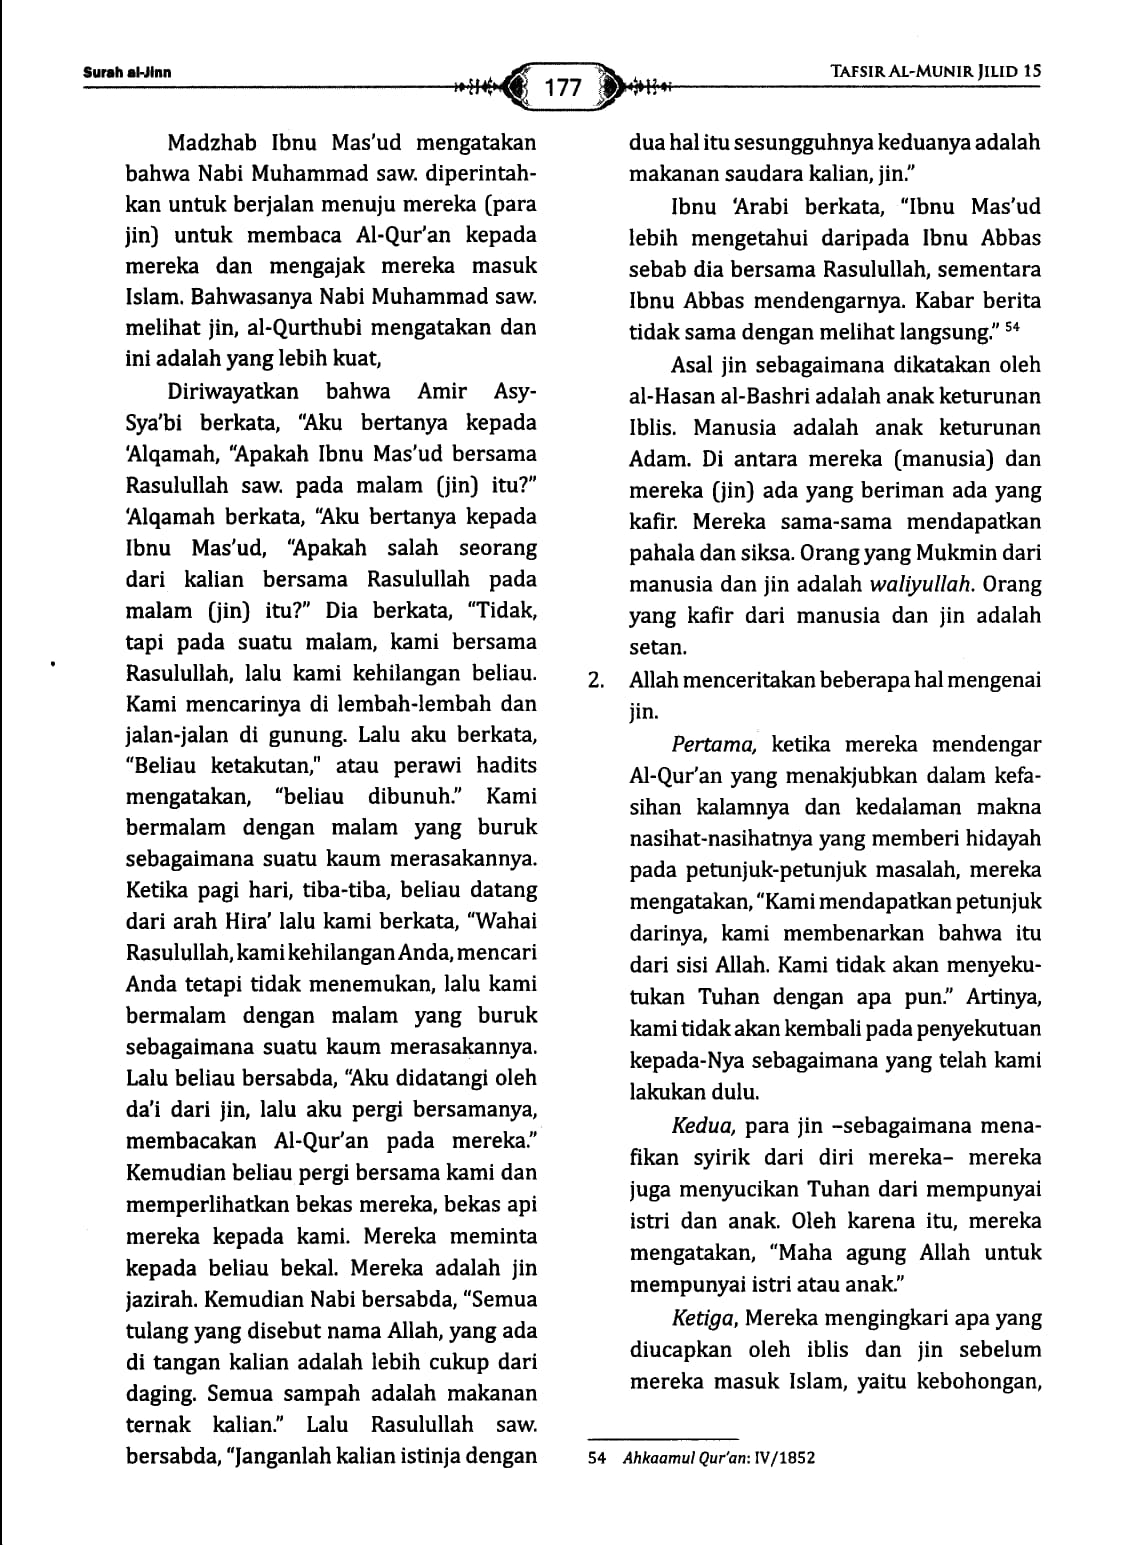 Surah al-Jinn
177
TAFSIR AL-MUNIR JILID 15
Madzhab Ibnu Mas’ud mengatakan
bahwa Nabi Muhammad saw. diperintah-
kan untuk berjalan menuju mereka (para
jin) untuk membaca Al-Qur’an kepada
mereka dan mengajak mereka masuk
Islam. Bahwasanya Nabi Muhammad saw.
melihat jin, al-Qurthubi mengatakan dan
ini adalah yang lebih kuat,
Diriwayatkan bahwa Amir Asy-
Sya’bi berkata, “Aku bertanya kepada
‘Alqamah, “Apakah Ibnu Mas’ud bersama
Rasulullah saw. pada malam (jin) itu?”
‘Alqamah berkata, “Aku bertanya kepada
Ibnu Mas’ud, “Apakah salah seorang
dari kalian bersama Rasulullah pada
malam (jin) itu?” Dia berkata, “Tidak,
tapi pada suatu malam, kami bersama
Rasulullah, lalu kami kehilangan beliau.
Kami mencarinya di lembah-lembah dan
jalan-jalan di gunung. Lalu aku berkata,
“Beliau ketakutan," atau perawi hadits
mengatakan, “beliau dibunuh.” Kami
bermalam dengan malam yang buruk
sebagaimana suatu kaum merasakannya.
Ketika pagi hari, tiba-tiba, beliau datang
dari arah Hira’ lalu kami berkata, “Wahai
Rasulullah, kami kehilangan Anda, mencari
Anda tetapi tidak menemukan, lalu kami
bermalam dengan malam yang buruk
sebagaimana suatu kaum merasakannya.
Lalu beliau bersabda, “Aku didatangi oleh
da’i dari jin, lalu aku pergi bersamanya,
membacakan Al-Qur’an pada mereka.”
Kemudian beliau pergi bersama kami dan
memperlihatkan bekas mereka, bekas api
mereka kepada kami. Mereka meminta
kepada beliau bekal. Mereka adalah jin
jazirah. Kemudian Nabi bersabda, “Semua
tulang yang disebut nama Allah, yang ada
di tangan kalian adalah lebih cukup dari
daging. Semua sampah adalah makanan
ternak kalian.” Lalu Rasulullah saw.
bersabda, “Janganlah kalian istinja dengan
dua hal itu sesungguhnya keduanya adalah
makanan saudara kalian, jin.”
Ibnu ‘Arabi berkata, “Ibnu Mas’ud
lebih mengetahui daripada Ibnu Abbas
sebab dia bersama Rasulullah, sementara
Ibnu Abbas mendengarnya. Kabar berita
tidak sama dengan melihat langsung.” 54
Asal jin sebagaimana dikatakan oleh
al-Hasan al-Bashri adalah anak keturunan
Iblis. Manusia adalah anak keturunan
Adam. Di antara mereka (manusia) dan
mereka (jin) ada yang beriman ada yang
kafir. Mereka sama-sama mendapatkan
pahala dan siksa. Orang yang Mukmin dari
manusia dan jin adalah waliyullah. Orang
yang kafir dari manusia dan jin adalah
setan.
2. Allah menceritakan beberapa hal mengenai
jin.
Pertama, ketika mereka mendengar
Al-Qur’an yang menakjubkan dalam kefa-
sihan kalamnya dan kedalaman makna
nasihat-nasihatnya yang memberi hidayah
pada petunjuk-petunjuk masalah, mereka
mengatakan, “Kami mendapatkan petunjuk
darinya, kami membenarkan bahwa itu
dari sisi Allah. Kami tidak akan menyeku-
tukan Tuhan dengan apa pun.” Artinya,
kami tidak akan kembali pada penyekutuan
kepada-Nya sebagaimana yang telah kami
lakukan dulu.
Kedua, para jin –sebagaimana mena-
fikan syirik dari diri mereka– mereka
juga menyucikan Tuhan dari mempunyai
istri dan anak. Oleh karena itu, mereka
mengatakan, “Maha agung Allah untuk
mempunyai istri atau anak.”
Ketiga, Mereka mengingkari apa yang
diucapkan oleh iblis dan jin sebelum
mereka masuk Islam, yaitu kebohongan,
54 Ahkaamul Qur’an: IV/1852